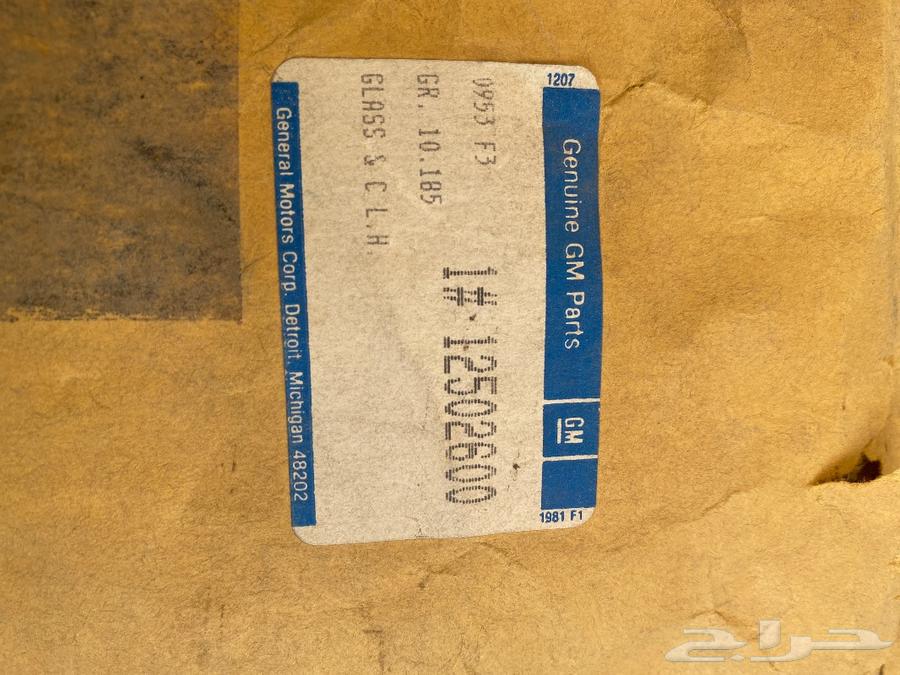 1207
Genuine GM Parts
GM
1981 F1
0953 F3
1# 12502600
GR. 10.185
GLASS & C L.H.
General Motors Corp. Detroit, Michigan 48202
حراج